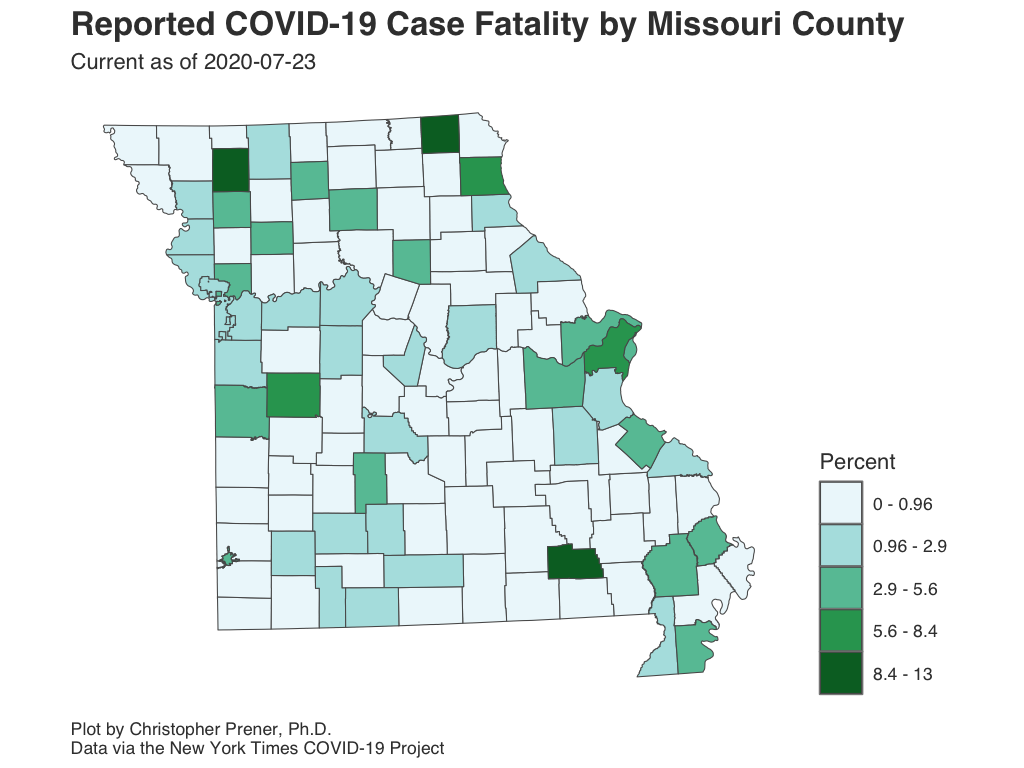 Reported COVID-19 Case Fatality by Missouri County
Current as of 2020-07-23
Percent
0 - 0.96
0.96 - 2.9
2.9 - 5.6
5.6 - 8.4
8.4 - 13
Plot by Christopher Prener, Ph.D.
Data via the New York Times COVID-19 Project